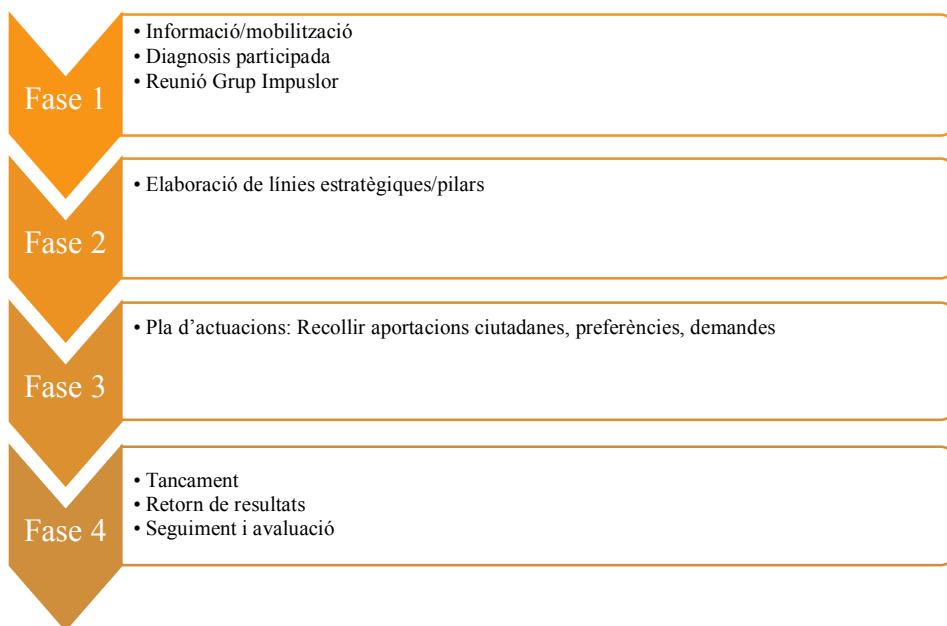 Fase 1
• Informació/mobilització
• Diagnosis participada
• Reunió Grup Impuslor
Fase 2
• Elaboració de línies estratègiques/pilars
Fase 3
• Pla d’actuacions: Recollir aportacions ciutadanes, preferències, demandes
Fase 4
• Tancament
• Retorn de resultats
• Seguiment i avaluació